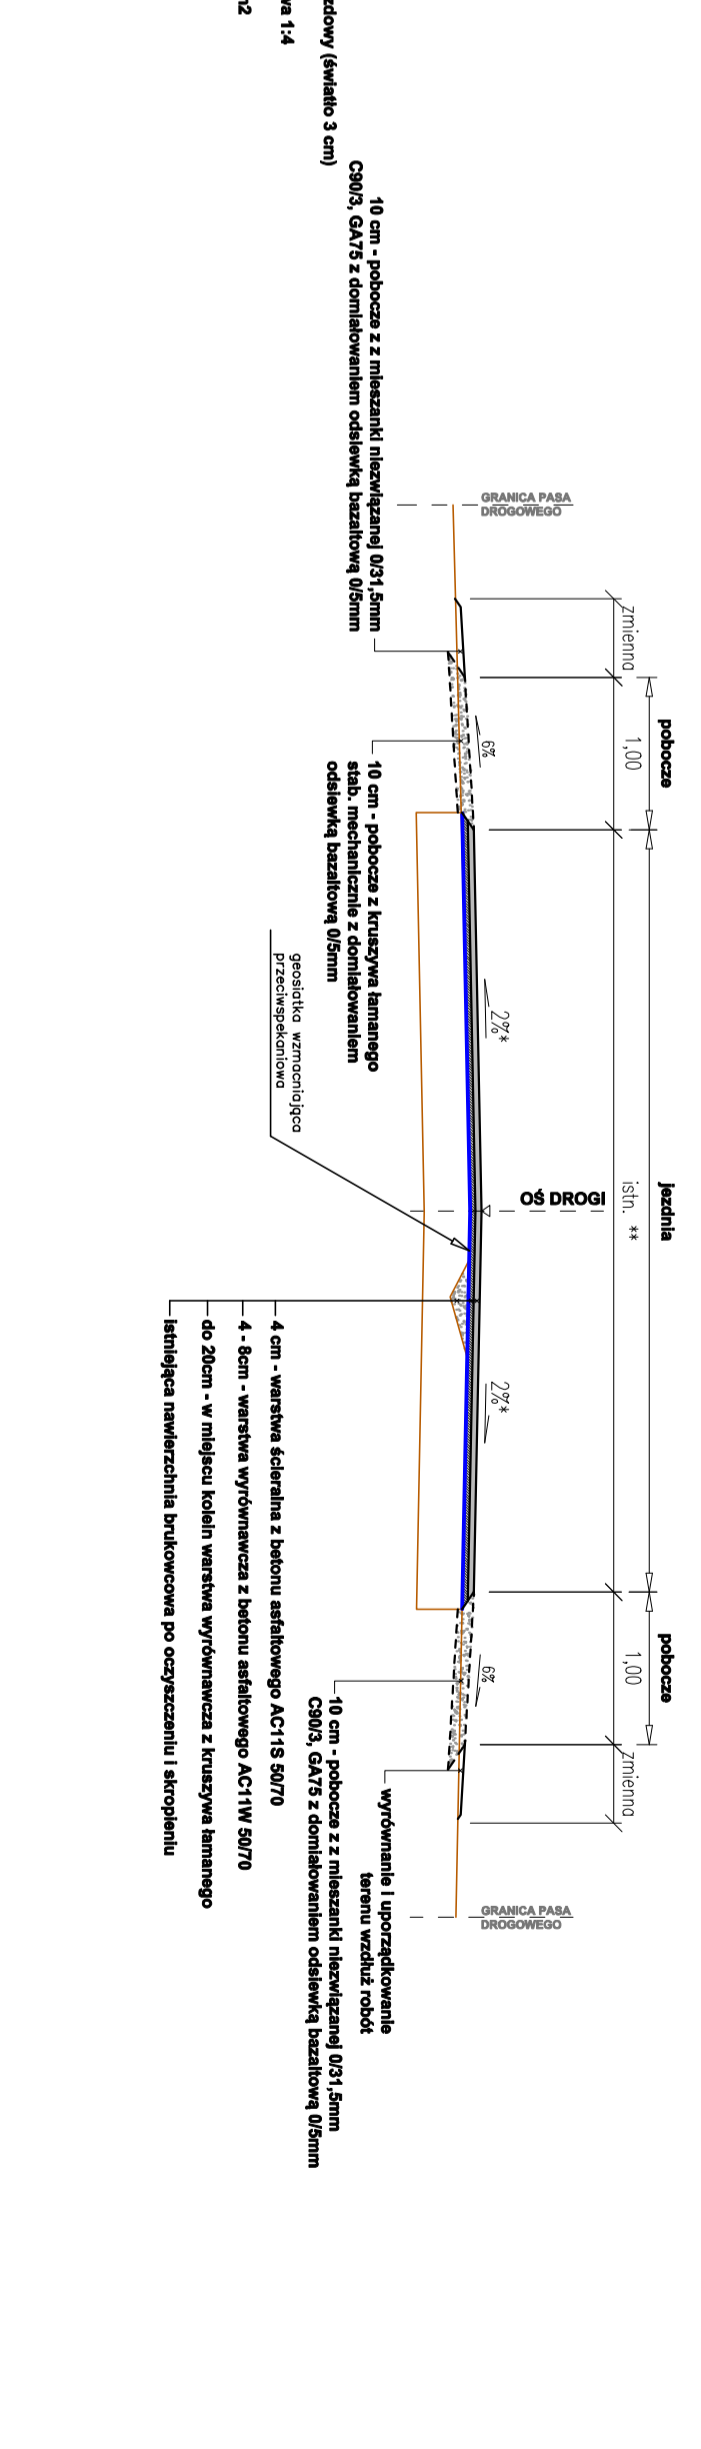 pobocze
jezdnia
pobocze
zmienna
1,00
istn. **
1,00
zmienna
GRANICA PASA
DROGOWEGO
OŚ DROGI
GRANICA PASA
DROGOWEGO
6%
2%*
2%*
6%
10 cm - pobocze z z mieszanki niezwiązanej 0/31,5mm
C90/3, GA75 z domiałowaniem odsiewką bazaltową 0/5mm
10 cm - pobocze z kruszywa łamanego
stab. mechanicznie z domiałowaniem
odsiewką bazaltową 0/5mm
geosiatka wzmacniająca
przeciwspękaniowa
wyrównanie i uporządkowanie
terenu wzdłuż robót
10 cm - pobocze z z mieszanki niezwiązanej 0/31,5mm
C90/3, GA75 z domiałowaniem odsiewką bazaltową 0/5mm
4 cm - warstwa ścieralna z betonu asfaltowego AC11S 50/70
4 - 8cm - warstwa wyrównawcza z betonu asfaltowego AC11W 50/70
do 20cm - w miejscu kolein warstwa wyrównawcza z kruszywa łamanego
istniejąca nawierzchnia brukowcowa po oczyszczeniu i skropieniu
zdowy (światło 3 cm)
wa 1:4